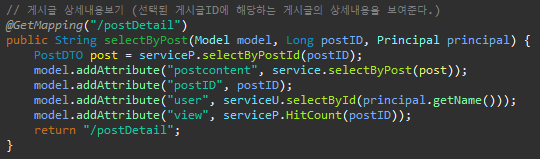 // 게시글 상세내용보기 (선택된 게시글ID에 해당하는 게시글의 상세내용을 보여준다.)
@GetMapping("/postDetail")
public String selectByPost(Model model, Long postID, Principal principal) {
    PostDTO post = serviceP.selectByPostId(postID);
    model.addAttribute("postcontent", service.selectByPost(post));
    model.addAttribute("postID", postID);
    model.addAttribute("user", serviceU.selectById(principal.getName()));
    model.addAttribute("view", serviceP.HitCount(postID));
    return "/postDetail";
}